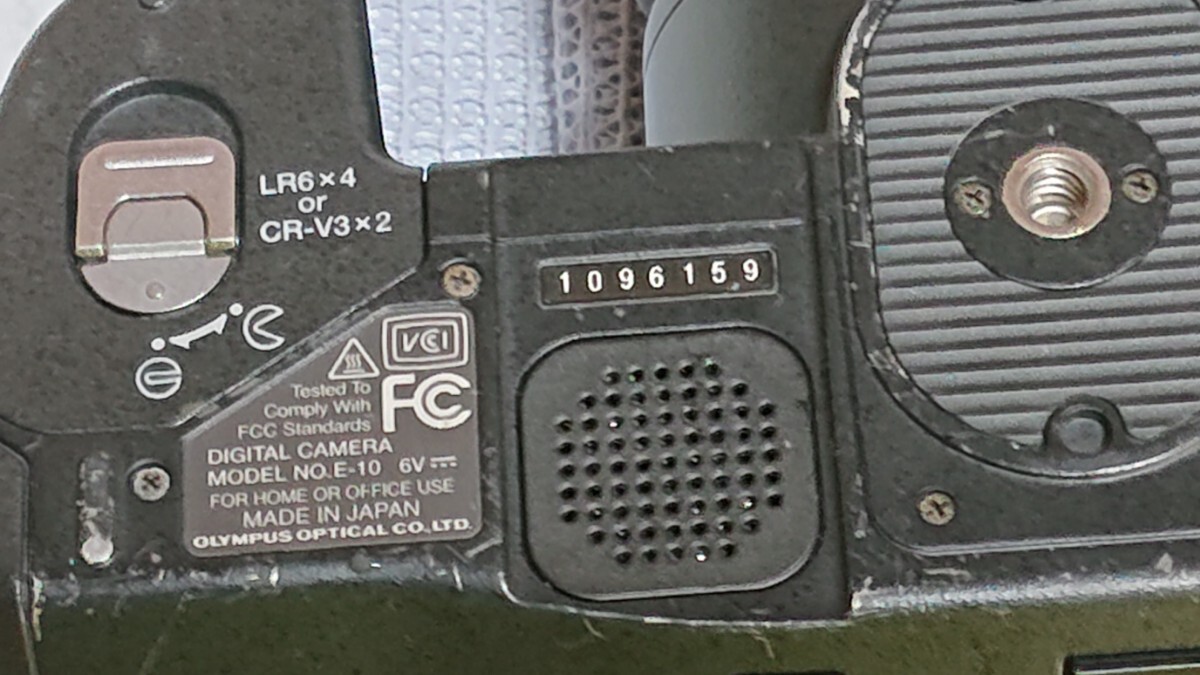 LR6×4
or
CR-V3×2
1096159
VCI
Tested To
Comply With
FCC Standards
FC
DIGITAL CAMERA
MODEL NO.E-10 6V
FOR HOME OR OFFICE USE
MADE IN JAPAN
OLYMPUS OPTICAL CO.,LTD.